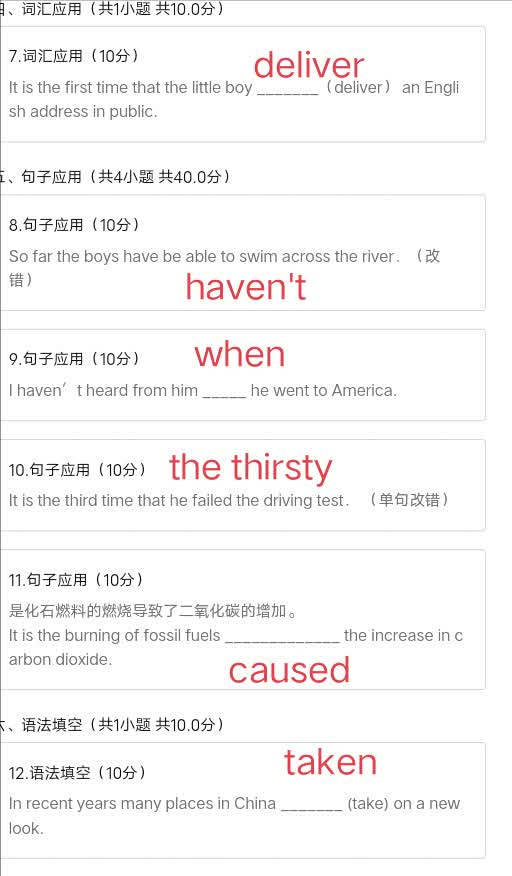 、词汇应用（共1小题 共10.0分）
7.词汇应用（10分）
deliver
It is the first time that the little boy _______（deliver） an Engli
sh address in public.
、句子应用（共4小题 共40.0分）
8.句子应用（10分）
So far the boys have be able to swim across the river. （改
错）
haven't
when
9.句子应用（10分）
I haven′t heard from him _____ he went to America.
10.句子应用（10分）
the thirsty
It is the third time that he failed the driving test. （单句改错）
11.句子应用（10分）
是化石燃料的燃烧导致了二氧化碳的增加。
It is the burning of fossil fuels _____________ the increase in c
arbon dioxide.
caused
、语法填空（共1小题 共10.0分）
taken
12.语法填空（10分）
In recent years many places in China _______ (take) on a new
look.